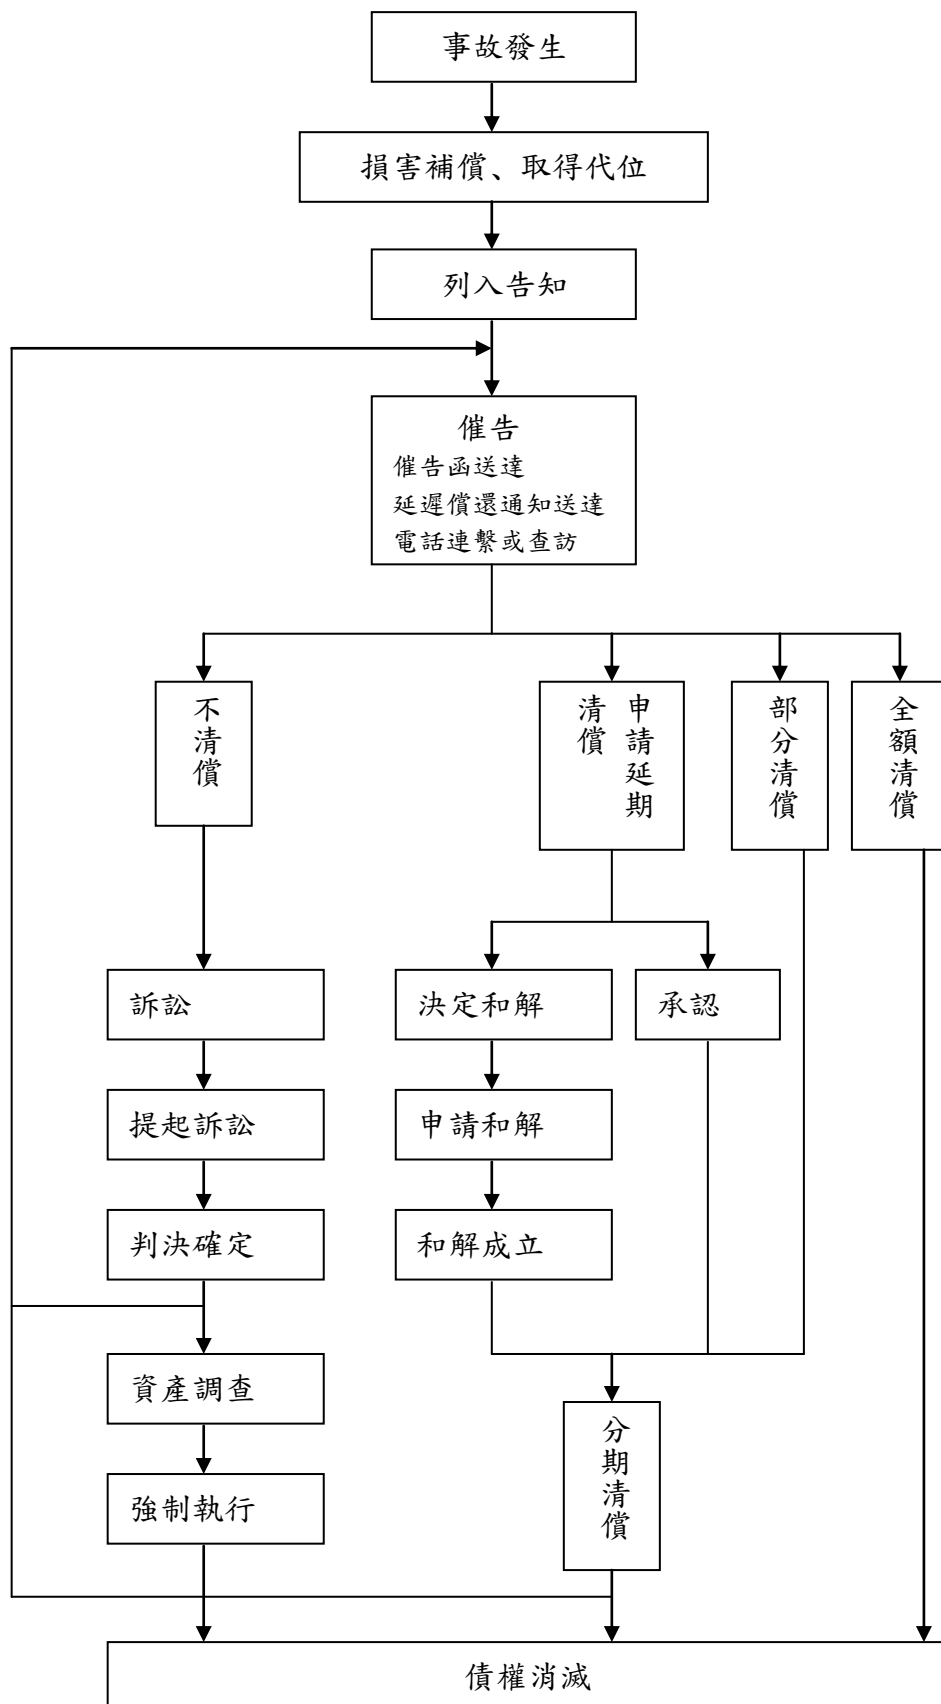 事故發生
損害補償、取得代位
列入告知
催告
催告函送達
延遲償還通知送達
電話連繫或查訪
不清償
申請延期
清償
部分清償
全額清償
訴訟
決定和解
承認
提起訴訟
申請和解
判決確定
和解成立
資產調查
分期清償
強制執行
債權消滅